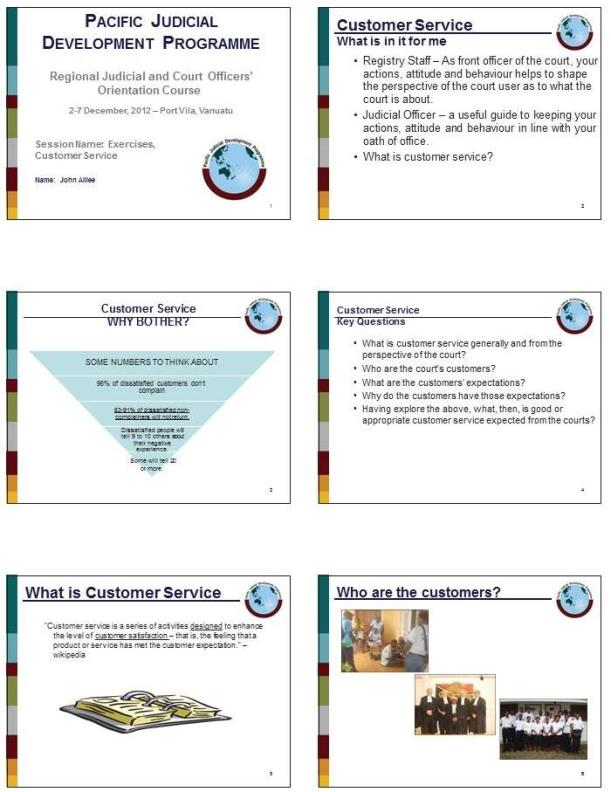 PACIFIC JUDICIAL
DEVELOPMENT PROGRAMME
Regional Judicial and Court Officers'
Orientation Course
2-7 December, 2012 – Port Vila, Vanuatu
Session Name: Exercises,
Customer Service
Name: John Alilee
Pacific Judicial Development Programme
1
Customer Service
What is in it for me
• Registry Staff – As front officer of the court, your
actions, attitude and behaviour helps to shape
the perspective of the court user as to what the
court is about.
• Judicial Officer – a useful guide to keeping your
actions, attitude and behaviour in line with your
oath of office.
• What is customer service?
2
Customer Service
WHY BOTHER?
SOME NUMBERS TO THINK ABOUT
96% of dissatisfied customers don't
complain
63-91% of dissatisfied non-
complainers will not return.
Dissatisfied people will
tell 9 to 10 others about
their negative
experience.
Some will tell 20
or more.
3
Customer Service
Key Questions
• What is customer service generally and from the
perspective of the court?
• Who are the court's customers?
• What are the customers' expectations?
• Why do the customers have those expectations?
• Having explore the above, what, then, is good or
appropriate customer service expected from the courts?
4
What is Customer Service
"Customer service is a series of activities designed to enhance
the level of customer satisfaction – that is, the feeling that a
product or service has met the customer expectation." –
wikipedia
5
Who are the customers?
6